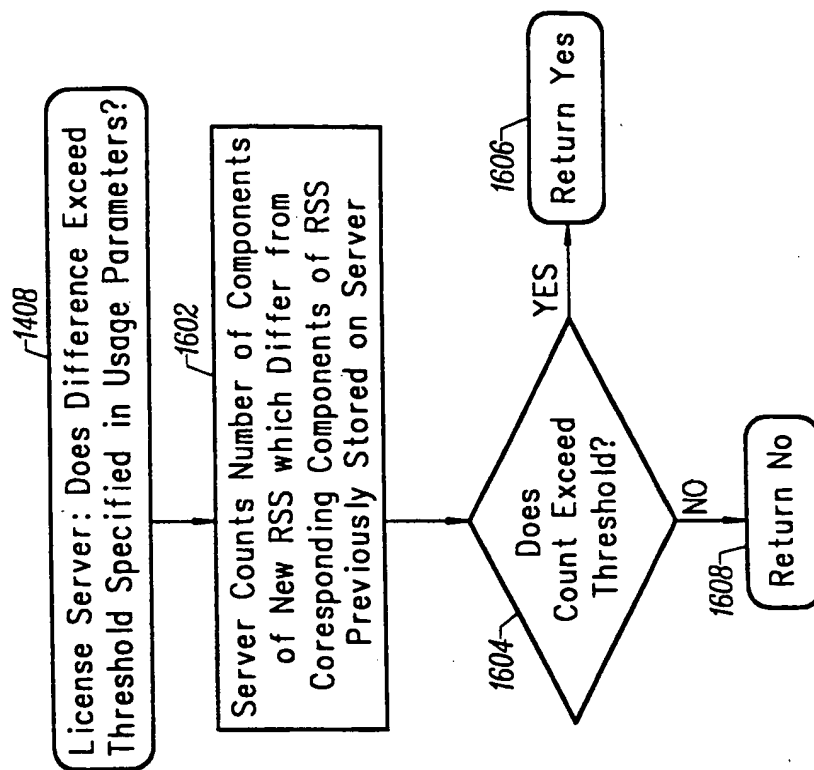 1408
License Server: Does Difference Exceed
Threshold Specified in Usage Parameters?
1602
Server Counts Number of Components
of New RSS which Differ from
Coresponding Components of RSS
Previously Stored on Server
1604
Does
Count Exceed
Threshold?
YES
1606
Return Yes
NO
1608
Return No